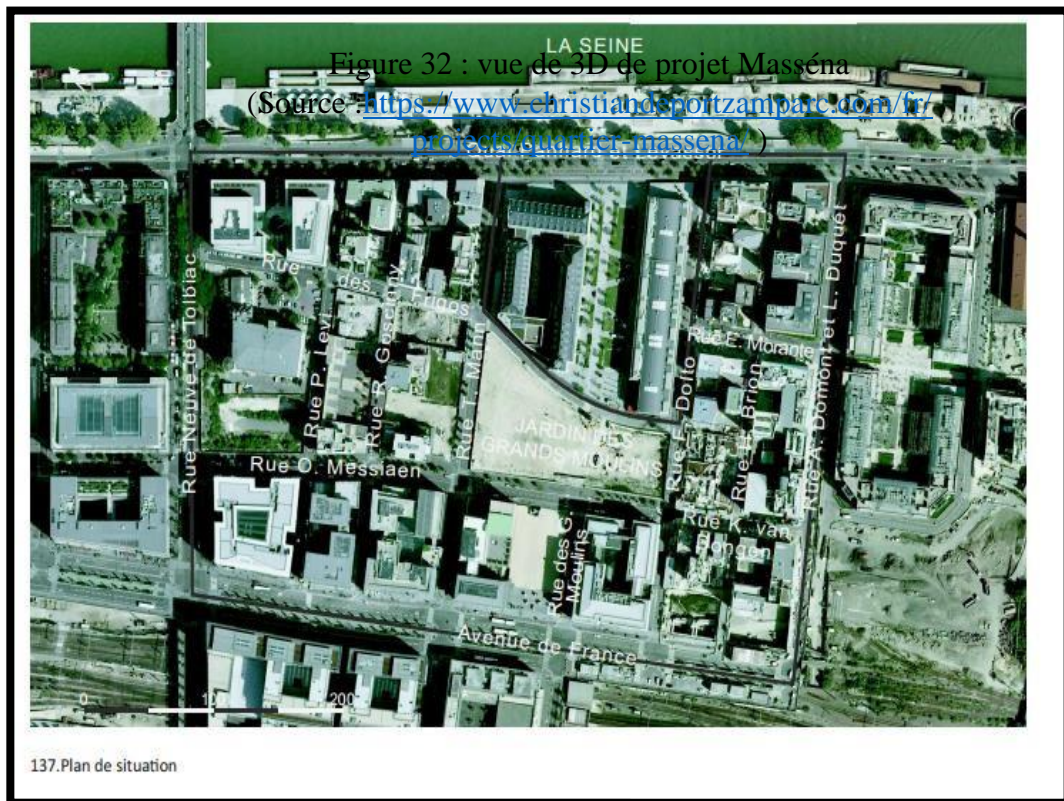 LA SEINE
Figure 32 : vue de 3D de projet Masséna
(Source :https://www.christiandeportzamparc.com/fr/
projects/quartier-massena/ )
Rue Neuve de Tolbiac
Rue
des
Frigos
Rue P. Levi
Rue R. Goscinny
Rue T. Mann
Rue F. Dolto
Rue E. Morante
Rue H. Brion
Rue A. Domont et L. Duquet
JARDIN DES
GRANDS MOULINS
Rue O. Messiaen
Rue K. van
Dongen
Rue des G.
Moulins
Avenue de France
0 100 200
137.Plan de situation